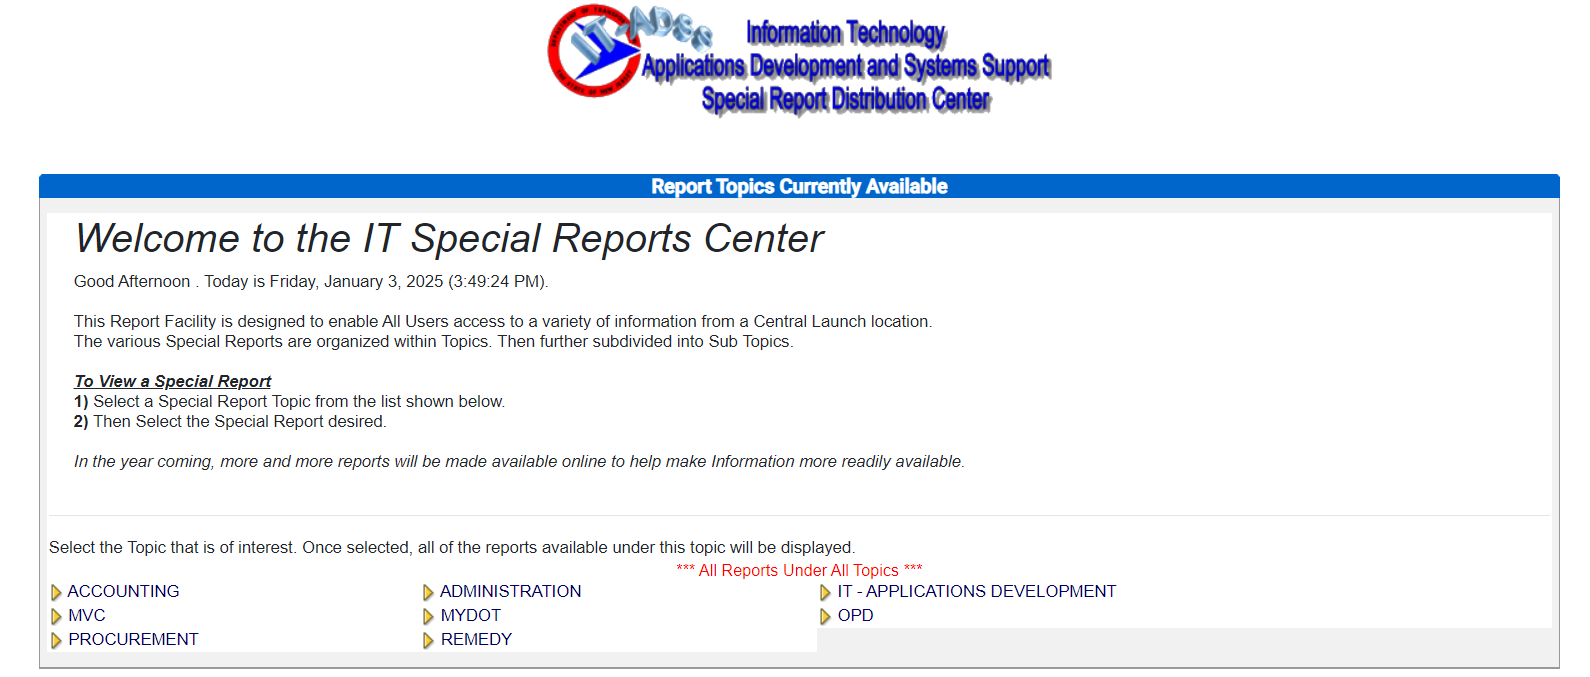 IT-ADSS
Information Technology
Applications Development and Systems Support
Special Report Distribution Center
Report Topics Currently Available
Welcome to the IT Special Reports Center
Good Afternoon . Today is Friday, January 3, 2025 (3:49:24 PM).
This Report Facility is designed to enable All Users access to a variety of information from a Central Launch location.
The various Special Reports are organized within Topics. Then further subdivided into Sub Topics.
To View a Special Report
1) Select a Special Report Topic from the list shown below.
2) Then Select the Special Report desired.
In the year coming, more and more reports will be made available online to help make Information more readily available.
Select the Topic that is of interest. Once selected, all of the reports available under this topic will be displayed.
*** All Reports Under All Topics ***
ACCOUNTING ADMINISTRATION IT - APPLICATIONS DEVELOPMENT
MVC MYDOT OPD
PROCUREMENT REMEDY